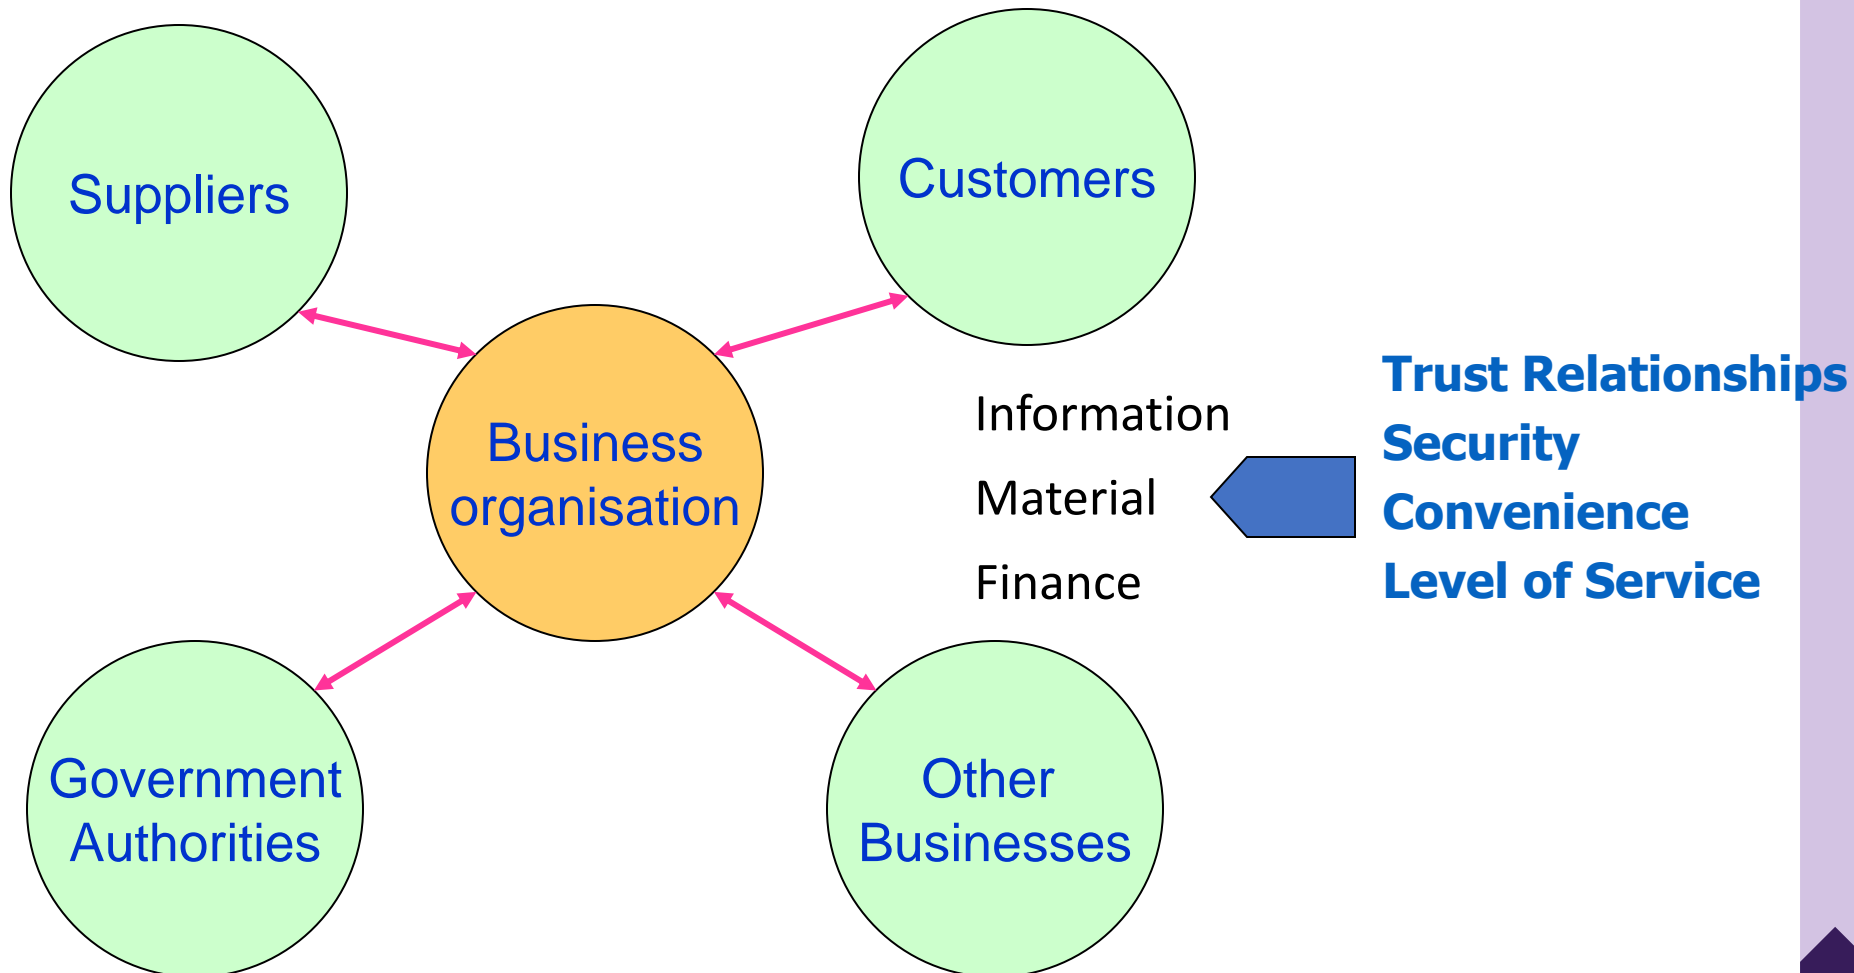 Suppliers
Customers
Business
organisation
Information
Material
Finance
Trust Relationships
Security
Convenience
Level of Service
Government
Authorities
Other
Businesses